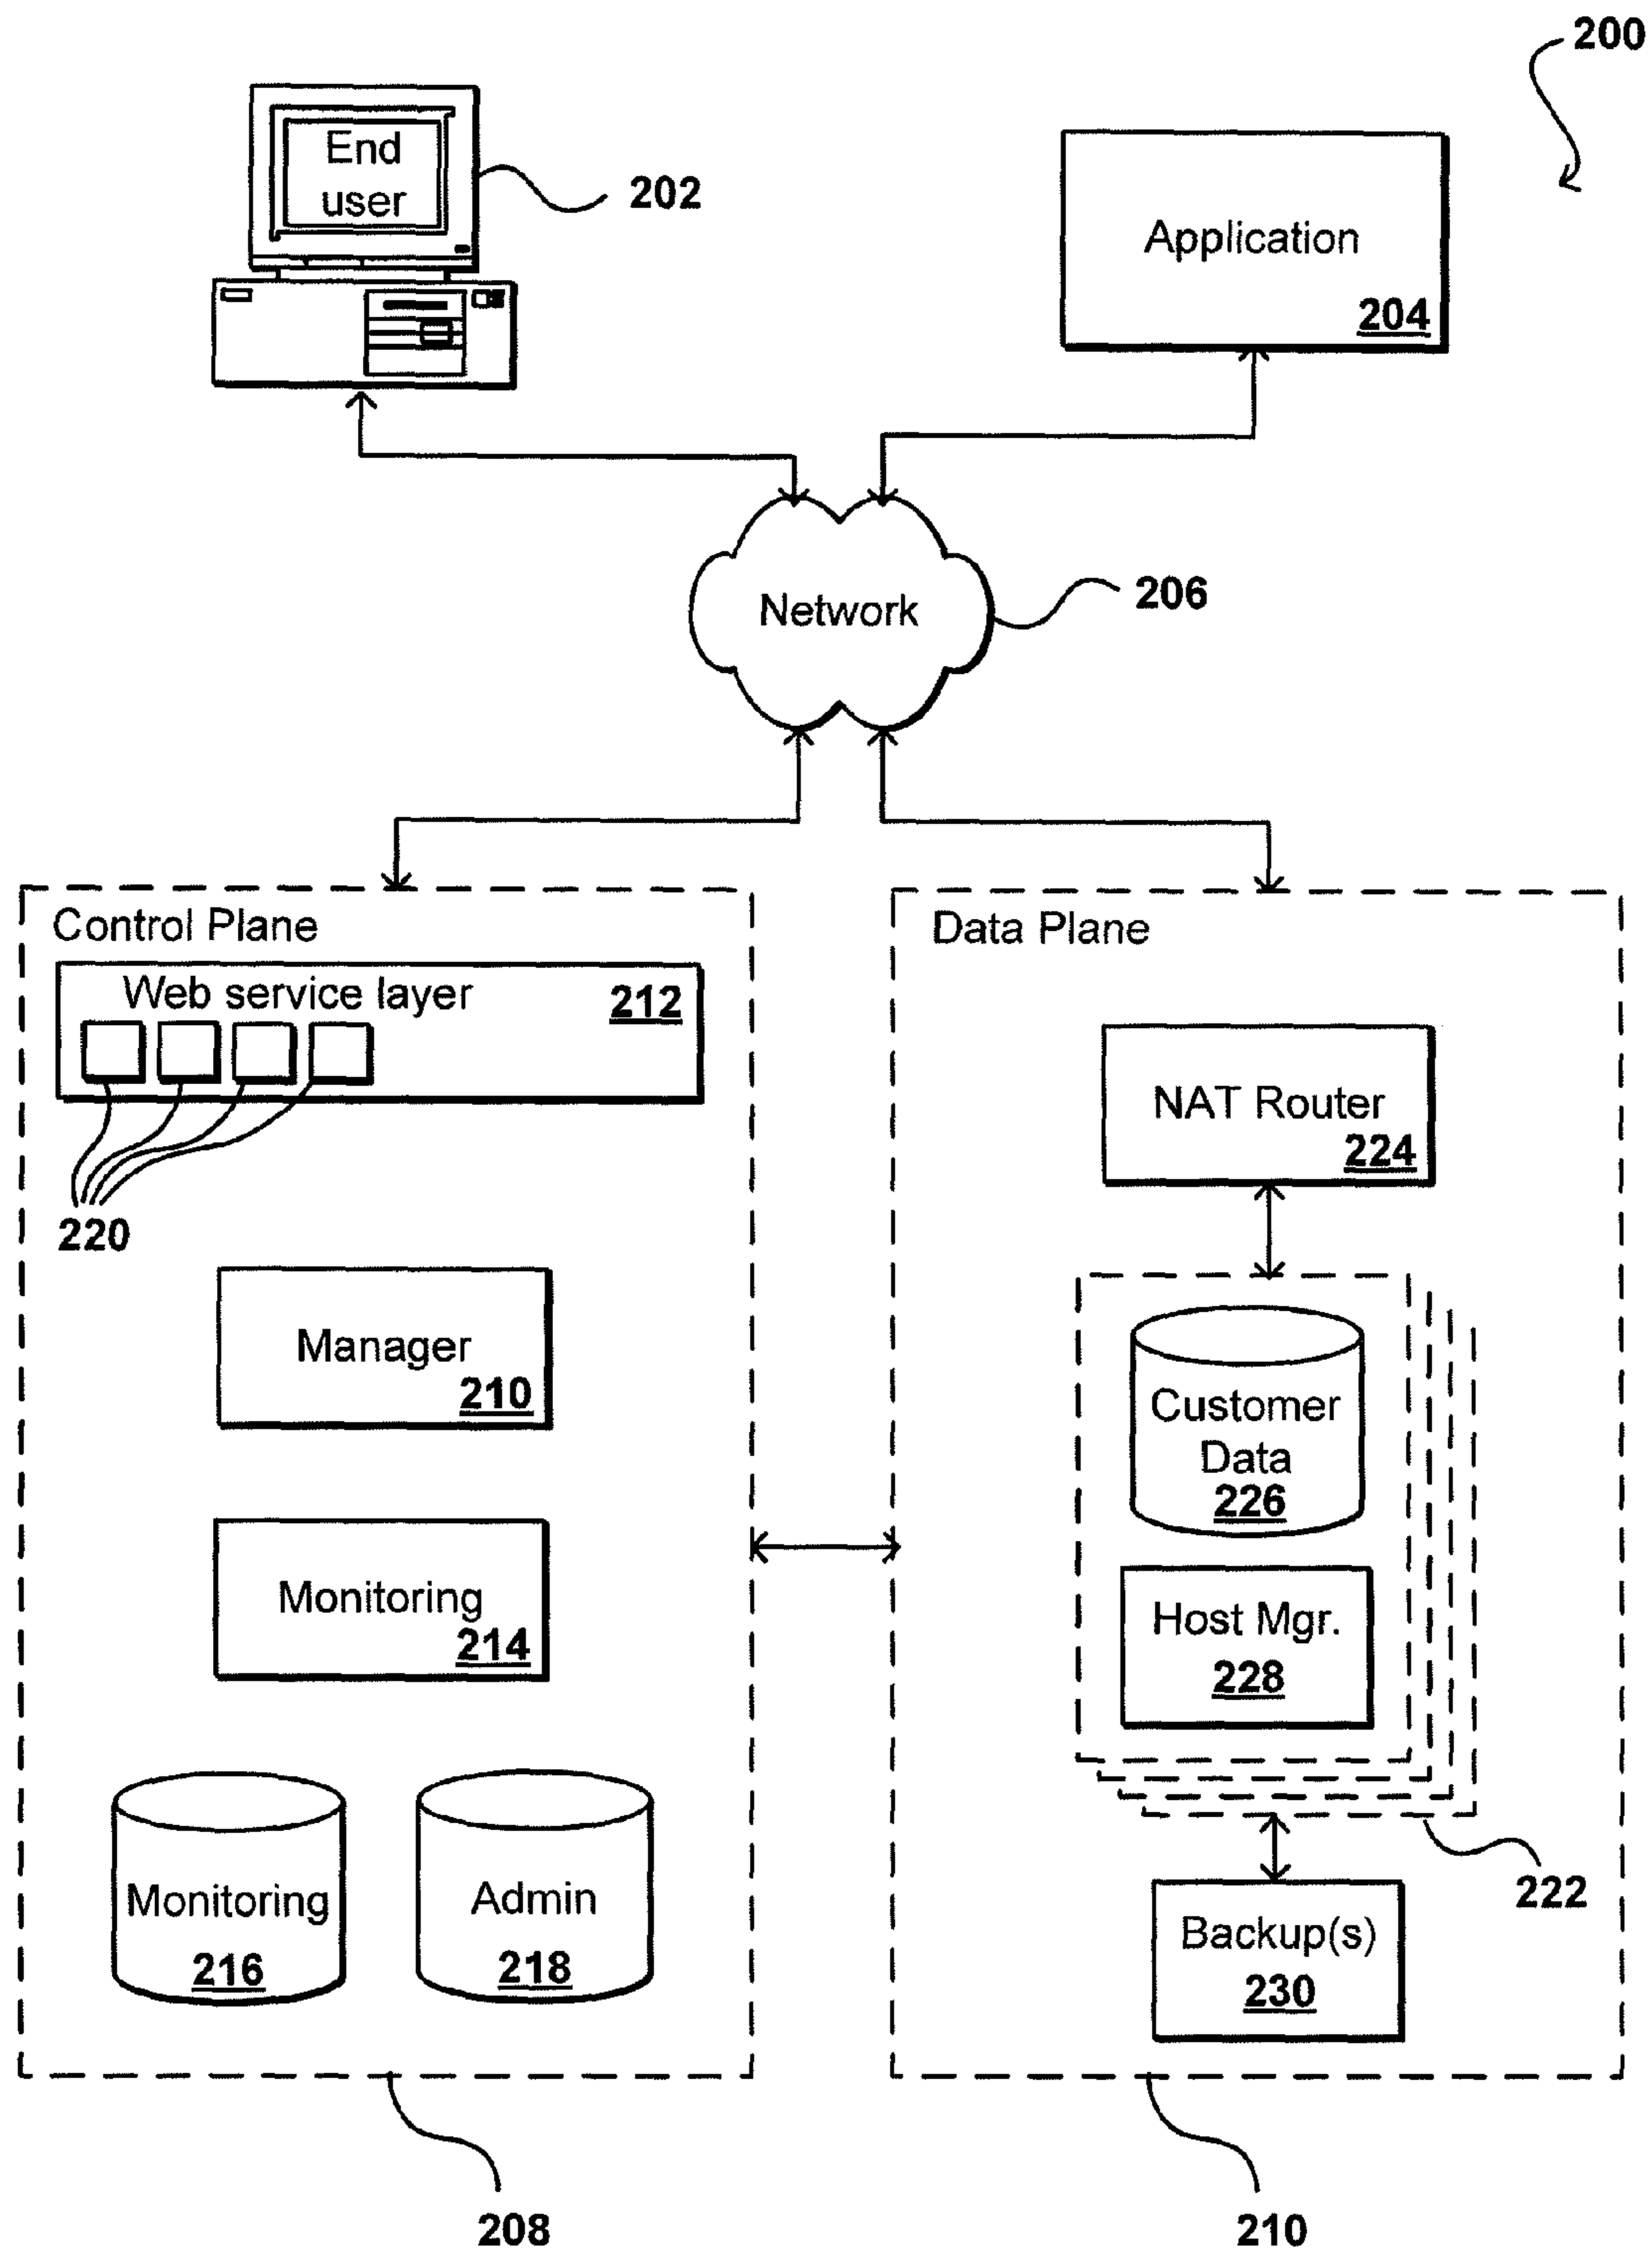 200
End
user
202
Application
204
Network
206
Control Plane
Web service layer
212
220
Manager
210
Monitoring
214
Monitoring
216
Admin
218
208
Data Plane
NAT Router
224
Customer
Data
226
Host Mgr.
228
222
Backup(s)
230
210